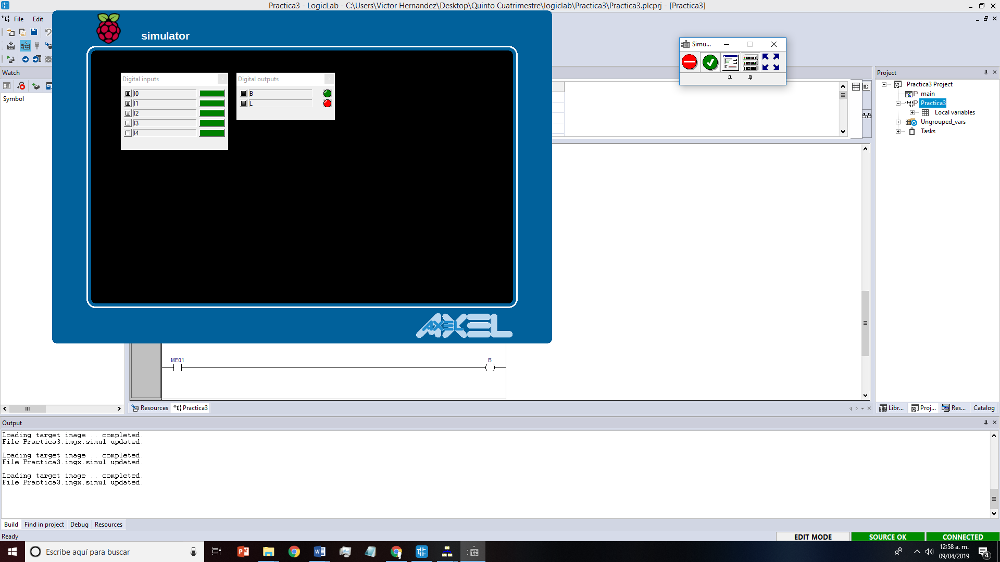 Practica3 - LogicLab - C:\Users\Victor Hernandez\Desktop\Quinto Cuatrimestre\logiclab\Practica3\Practica3.plcprj - [Practica3]
File Edit
simulator
Simu...
Watch
Symbol
Digital inputs
I0
I1
I2
I3
I4
Digital outputs
B
L
AXEL
AXEL
Project
Practica3 Project
main
Practica3
Local variables
Ungrouped_vars
Tasks
ME01
B
Resources Practica3
Libr... Proj... Res... Catalog
Output
Loading target image .. completed.
File Practica3.imgx.simul updated.
Loading target image .. completed.
File Practica3.imgx.simul updated.
Loading target image .. completed.
File Practica3.imgx.simul updated.
Build Find in project Debug Resources
Ready
EDIT MODE SOURCE OK CONNECTED
Escribe aquí para buscar
12:58 a. m.
09/04/2019
4